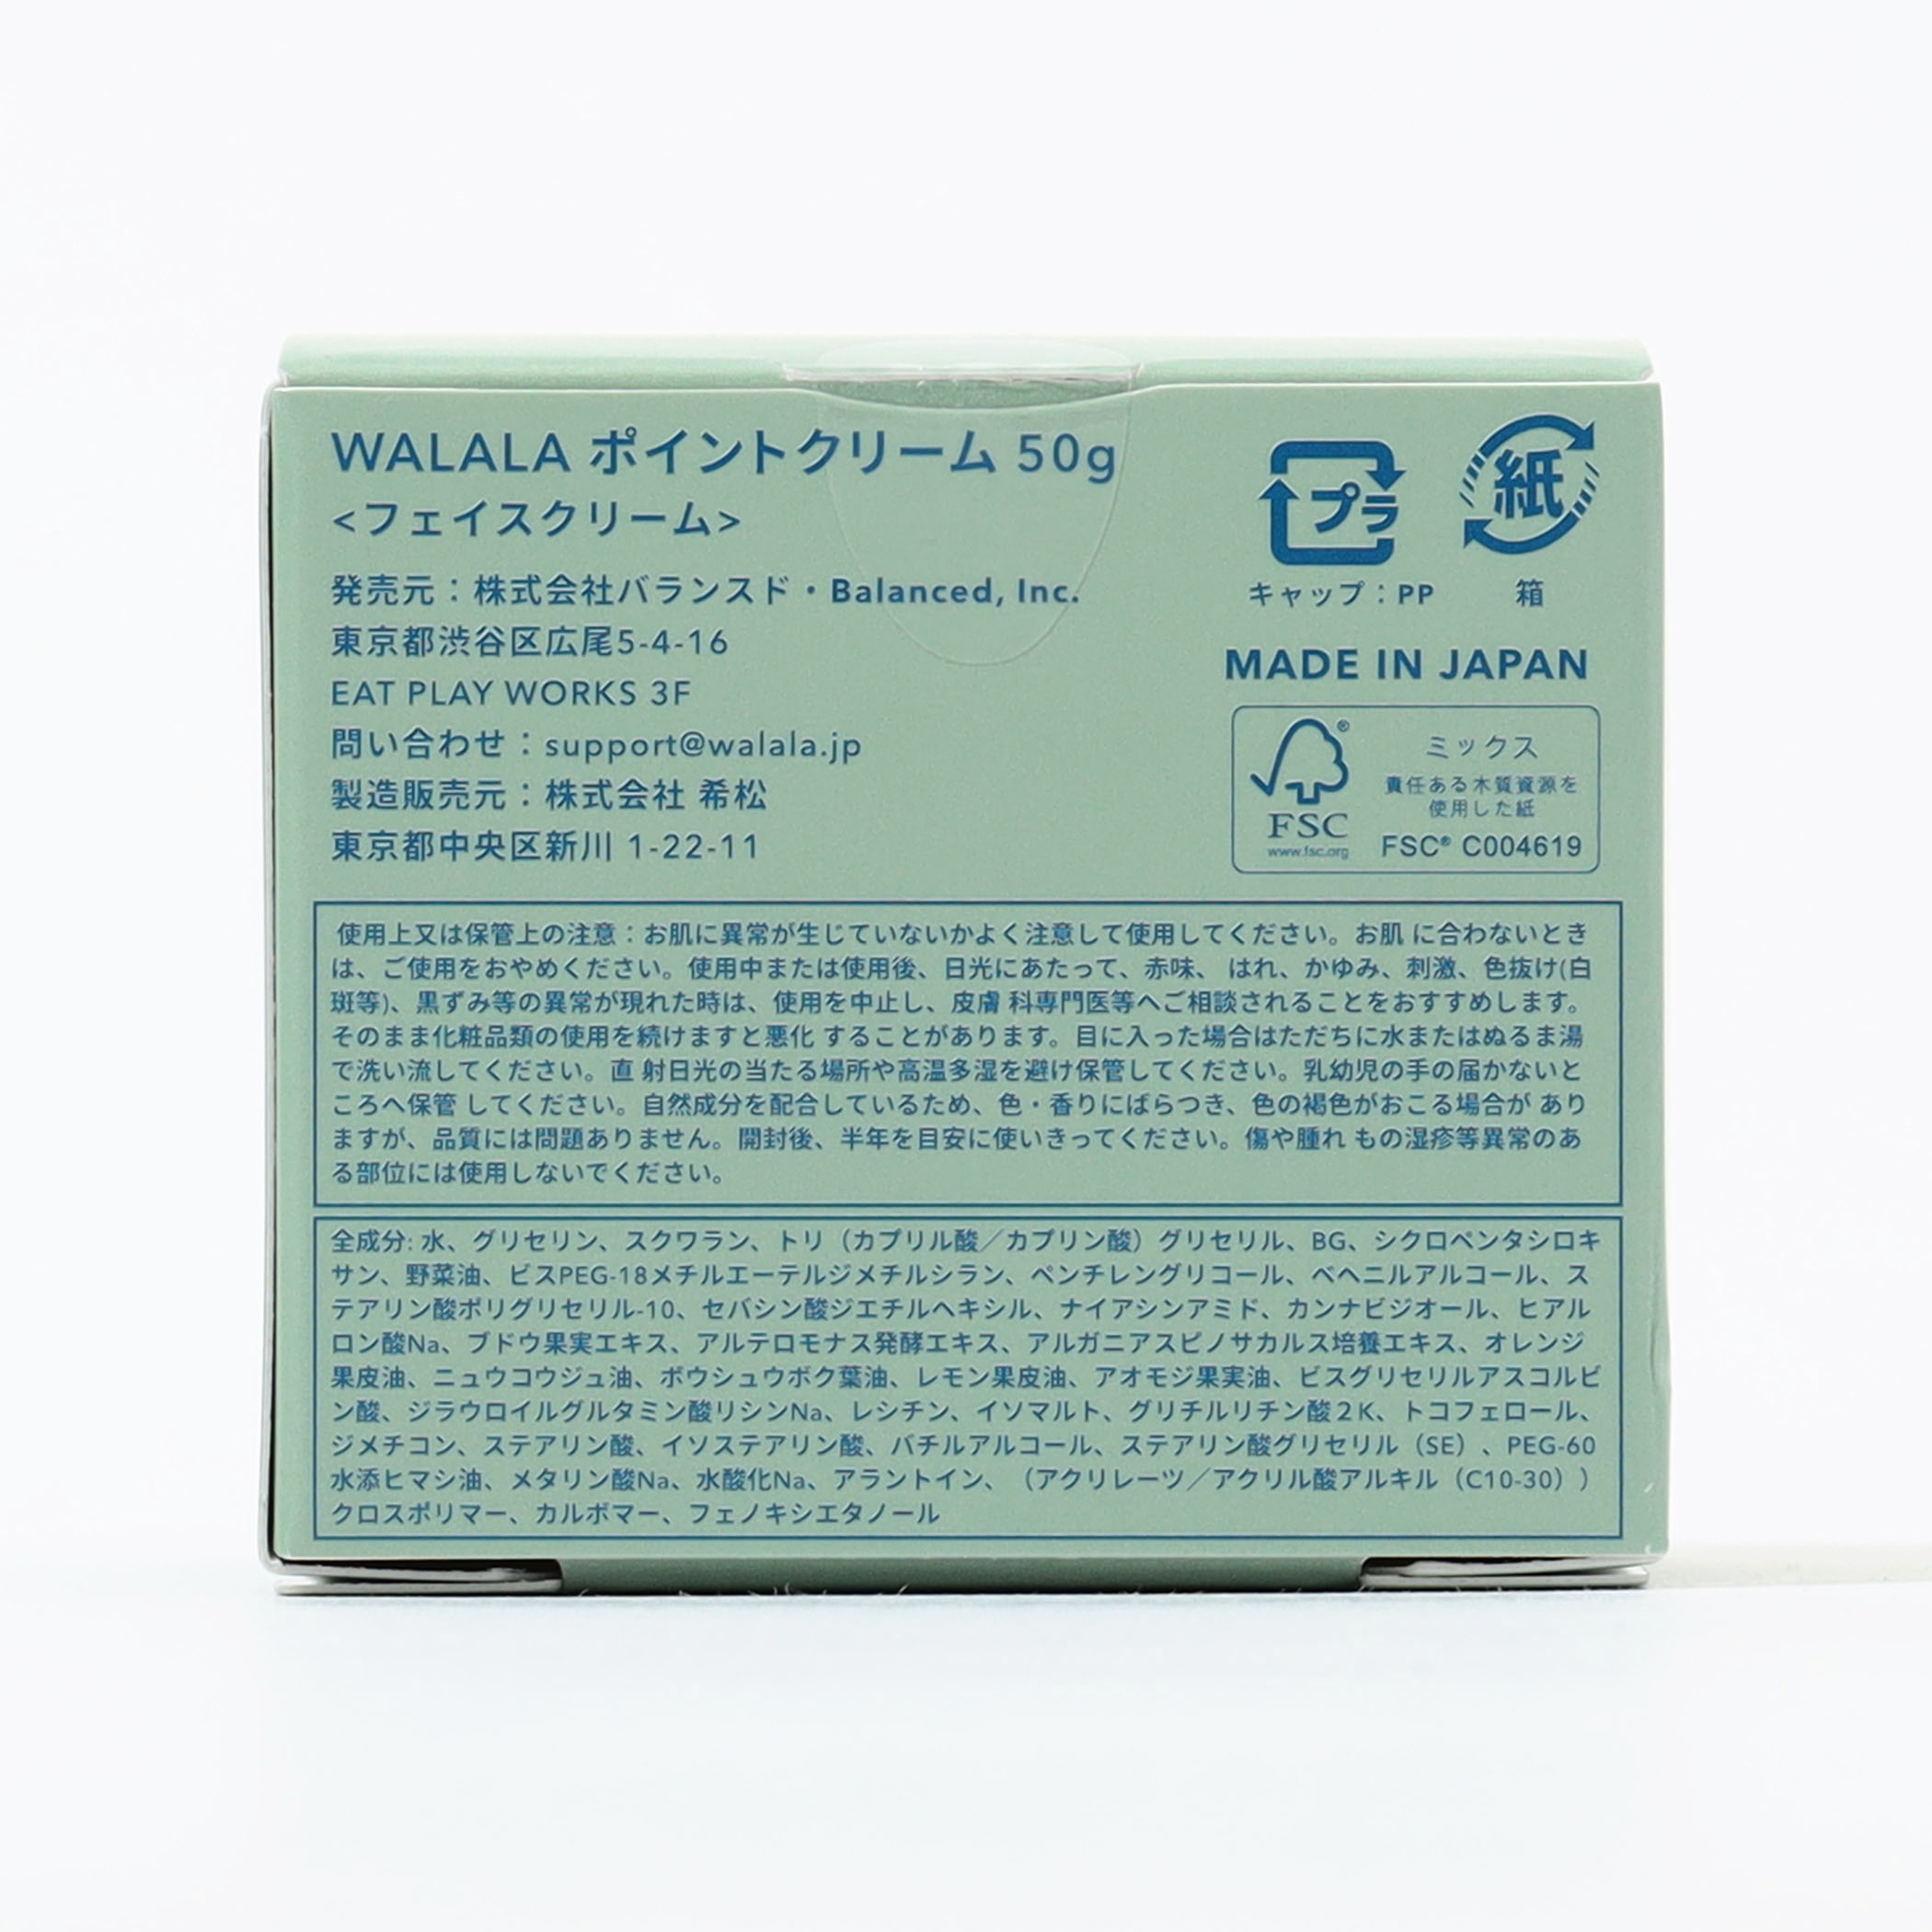 WALALA ポイントクリーム 50g
<フェイスクリーム>
発売元：株式会社バランスド・Balanced, Inc.
東京都渋谷区広尾5-4-16
EAT PLAY WORKS 3F
問い合わせ：support@walala.jp
製造販売元：株式会社 希松
東京都中央区新川 1-22-11
プラ
紙
キャップ：PP
箱
MADE IN JAPAN
FSC®
www.fsc.org
ミックス
責任ある木質資源を
使用した紙
FSC® C004619
使用上又は保管上の注意：お肌に異常が生じていないかよく注意して使用してください。お肌 に合わないとき
は、ご使用をおやめください。使用中または使用後、日光にあたって、赤味、 はれ、かゆみ、刺激、色抜け(白
斑等)、黒ずみ等の異常が現れた時は、使用を中止し、皮膚 科専門医等へご相談されることをおすすめします。
そのまま化粧品類の使用を続けますと悪化 することがあります。目に入った場合はただちに水またはぬるま湯
で洗い流してください。直 射日光の当たる場所や高温多湿を避け保管してください。乳幼児の手の届かないと
ころへ保管 してください。自然成分を配合しているため、色・香りにばらつき、色の褐色がおこる場合が あり
ますが、品質には問題ありません。開封後、半年を目安に使いきってください。傷や腫れ もの湿疹等異常のあ
る部位には使用しないでください。
全成分: 水、グリセリン、スクワラン、トリ（カプリル酸／カプリン酸）グリセリル、BG、シクロペンタシロキ
サン、野菜油、ビスPEG-18メチルエーテルジメチルシラン、ペンチレングリコール、ベヘニルアルコール、ス
テアリン酸ポリグリセリル-10、セバシン酸ジエチルヘキシル、ナイアシンアミド、カンナビジオール、ヒアル
ロン酸Na、ブドウ果実エキス、アルテロモナス発酵エキス、アルガニアスピノサカルス培養エキス、オレンジ
果皮油、ニュウコウジュ油、ボウシュウボク葉油、レモン果皮油、アオモジ果実油、ビスグリセリルアスコルビ
ン酸、ジラウロイルグルタミン酸リシンNa、レシチン、イソマルト、グリチルリチン酸２K、トコフェロール、
ジメチコン、ステアリン酸、イソステアリン酸、バチルアルコール、ステアリン酸グリセリル（SE）、PEG-60
水添ヒマシ油、メタリン酸Na、水酸化Na、アラントイン、（アクリレーツ／アクリル酸アルキル（C10-30））
クロスポリマー、カルボマー、フェノキシエタノール